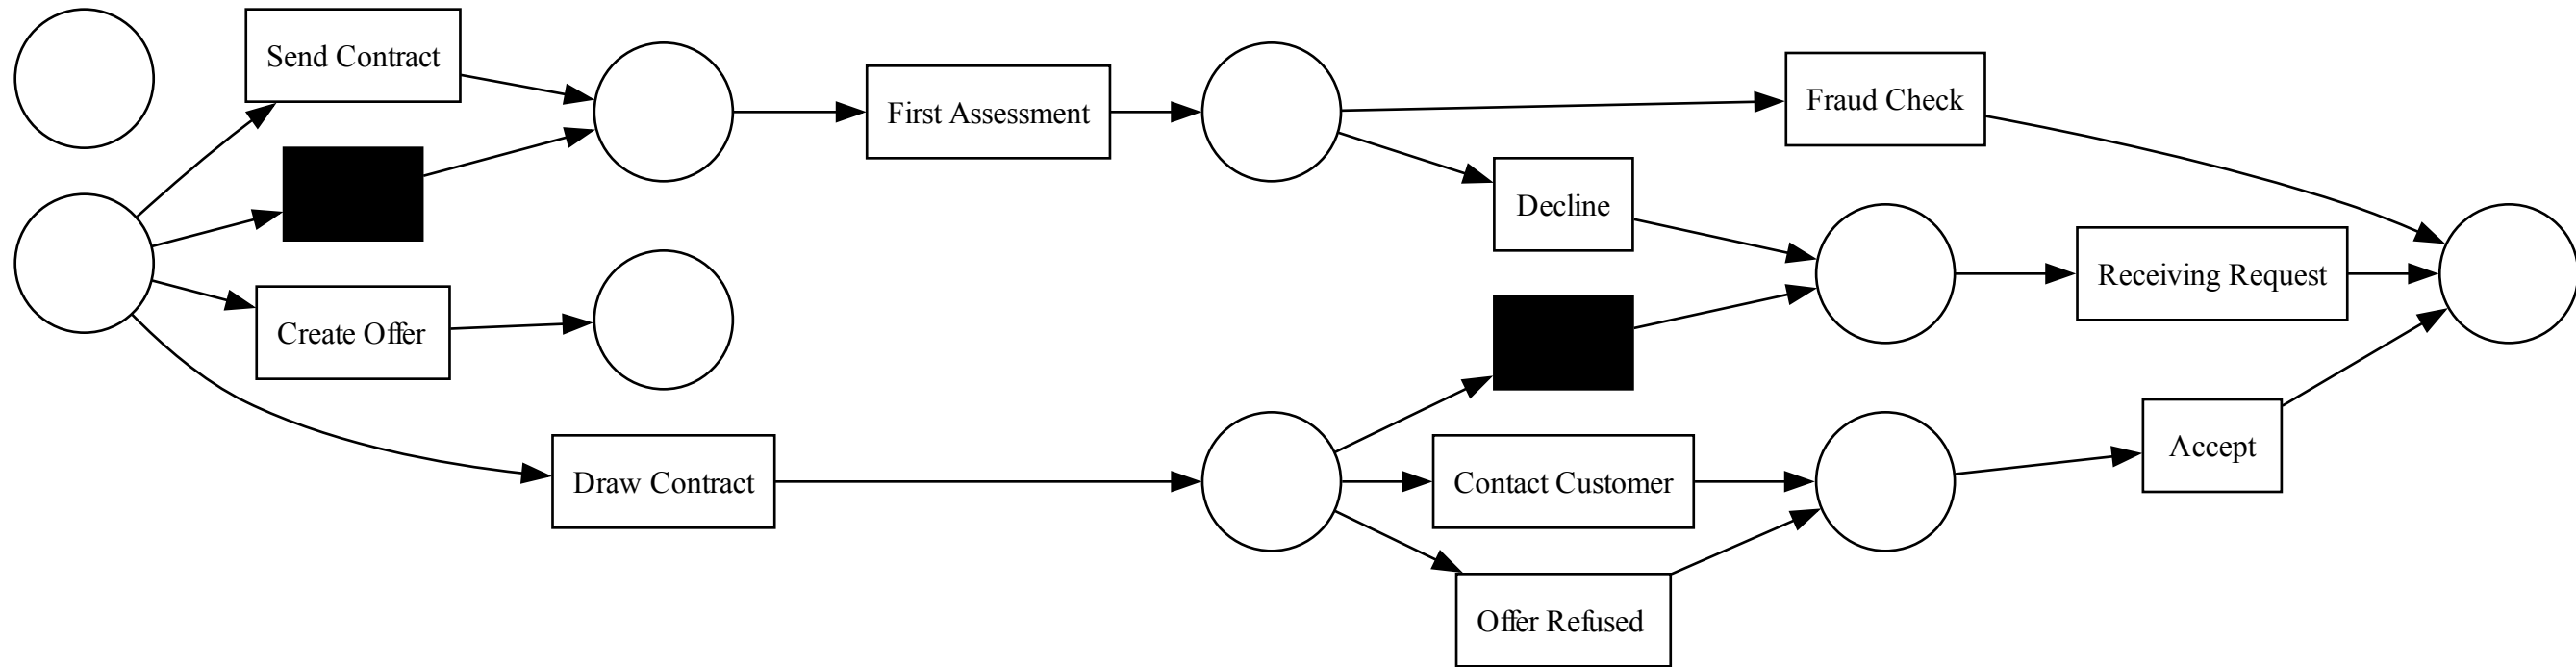 Send Contract
First Assessment
Fraud Check
Decline
Receiving Request
Create Offer
Draw Contract
Contact Customer
Accept
Offer Refused